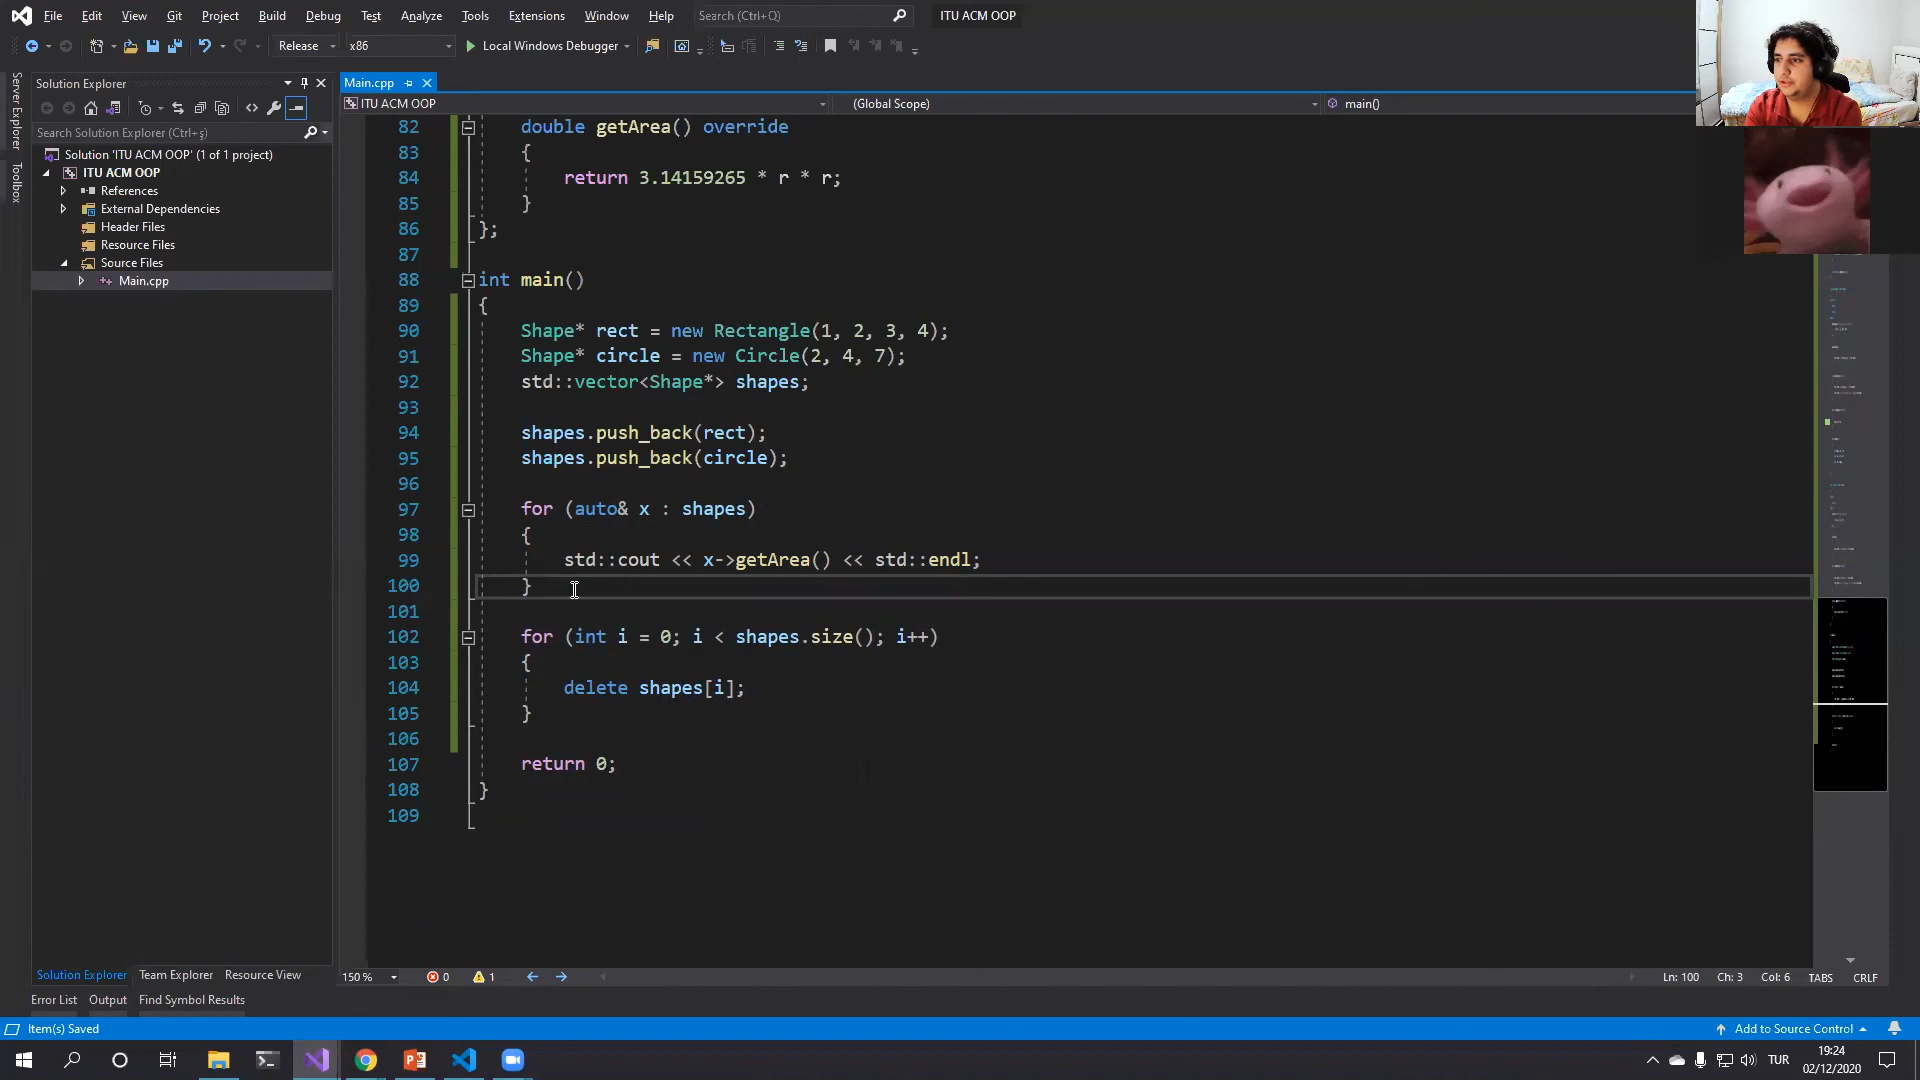 File Edit View Git Project Build Debug Test Analyze Tools Extensions Window Help Search (Ctrl+Q) ITU ACM OOP
Release x86 Local Windows Debugger
Server Explorer
Toolbox
Solution Explorer
Search Solution Explorer (Ctrl+ş)
Solution 'ITU ACM OOP' (1 of 1 project)
ITU ACM OOP
References
External Dependencies
Header Files
Resource Files
Source Files
Main.cpp
Solution Explorer Team Explorer Resource View
Main.cpp
ITU ACM OOP (Global Scope) main()
82 double getArea() override
83 {
84 return 3.14159265 * r * r;
85 }
86 };
87
88 int main()
89 {
90 Shape* rect = new Rectangle(1, 2, 3, 4);
91 Shape* circle = new Circle(2, 4, 7);
92 std::vector<Shape*> shapes;
93
94 shapes.push_back(rect);
95 shapes.push_back(circle);
96
97 for (auto& x : shapes)
98 {
99 std::cout << x->getArea() << std::endl;
100 }
101
102 for (int i = 0; i < shapes.size(); i++)
103 {
104 delete shapes[i];
105 }
106
107 return 0;
108 }
109
150 % 0 1 Ln: 100 Ch: 3 Col: 6 TABS CRLF
Error List Output Find Symbol Results
Item(s) Saved Add to Source Control
TUR 19:24
02/12/2020